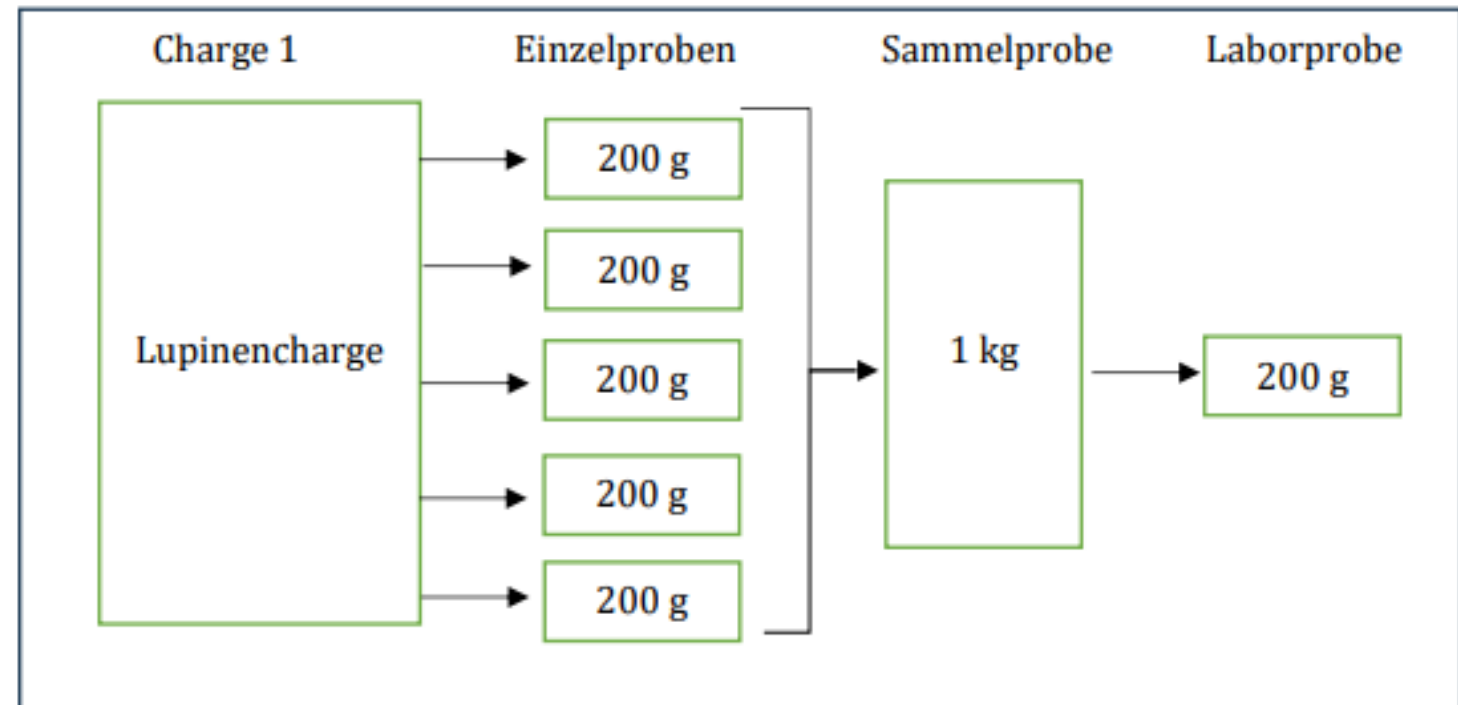 Charge 1 Einzelproben Sammelprobe Laborprobe
200 g
200 g
Lupinencharge 1 kg
200 g 200 g
200 g
200 g